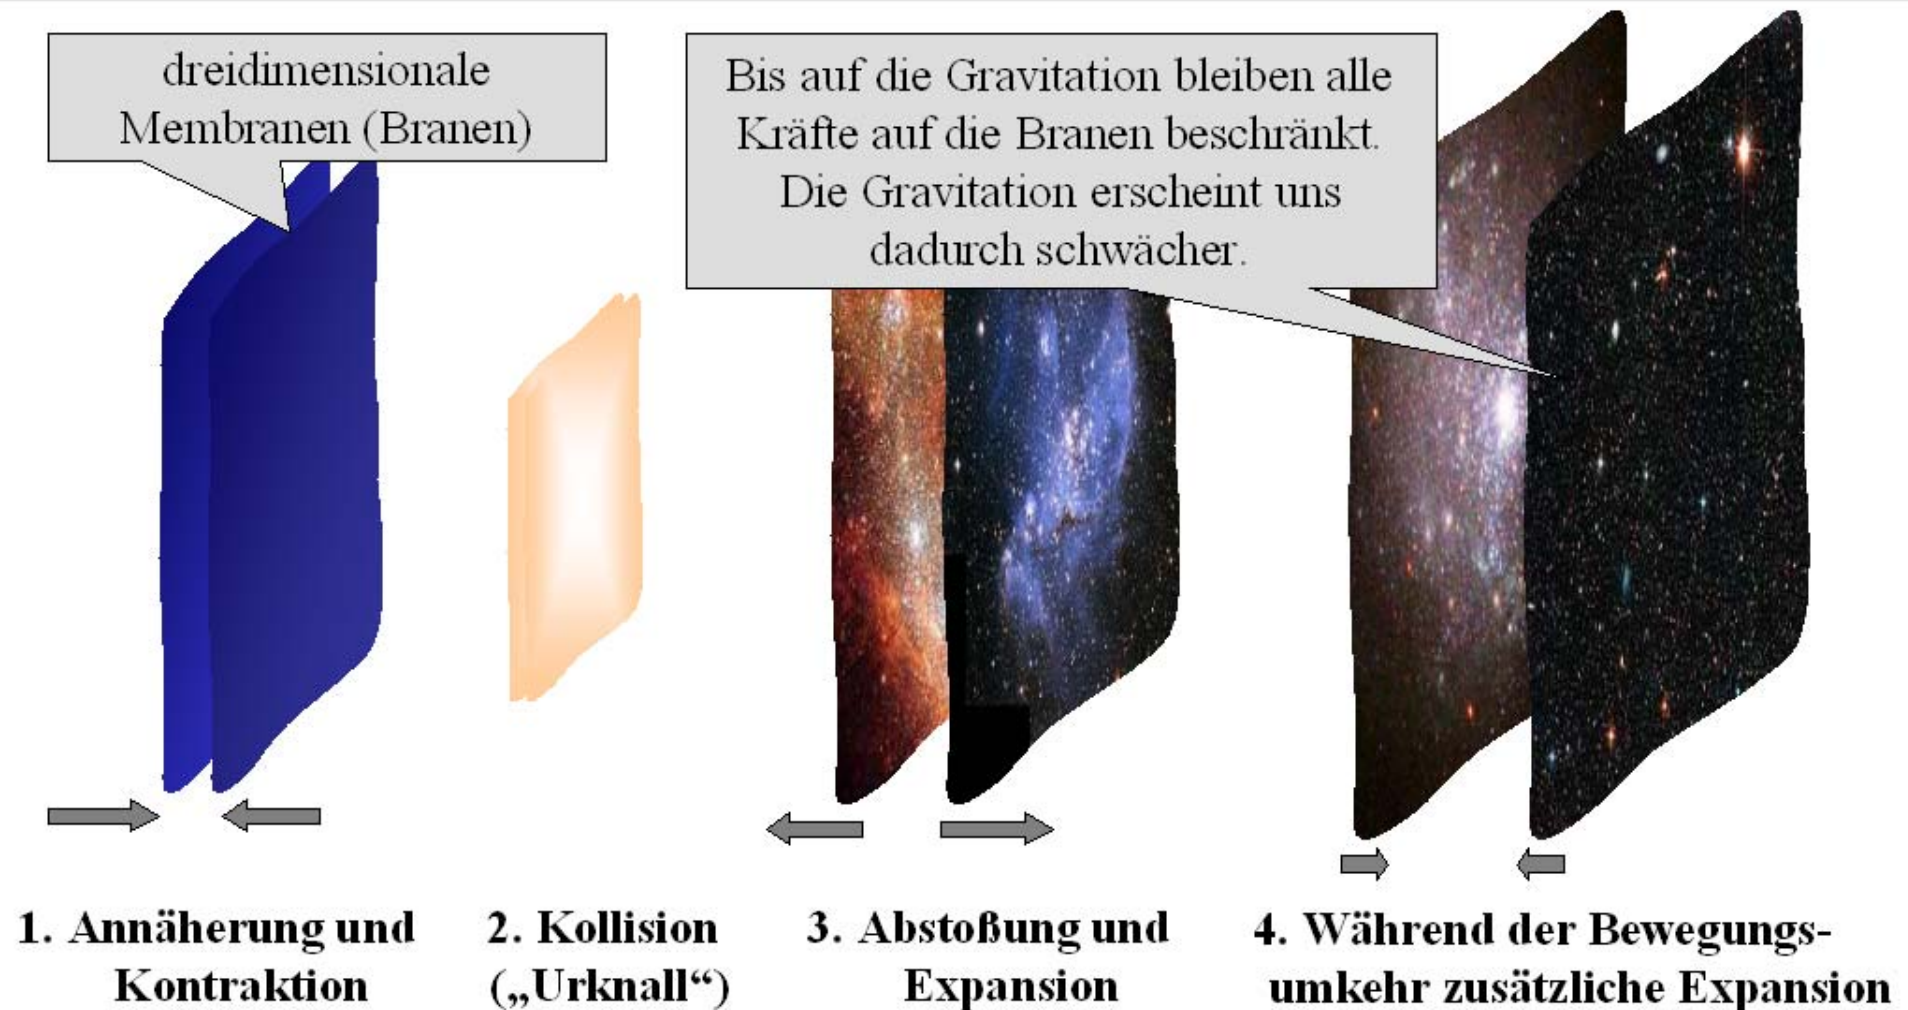 dreidimensionale
Membranen (Branen)
Bis auf die Gravitation bleiben alle
Kräfte auf die Branen beschränkt.
Die Gravitation erscheint uns
dadurch schwächer.
1. Annäherung und
Kontraktion
2. Kollision
(„Urknall“)
3. Abstoßung und
Expansion
4. Während der Bewegungs-
umkehr zusätzliche Expansion